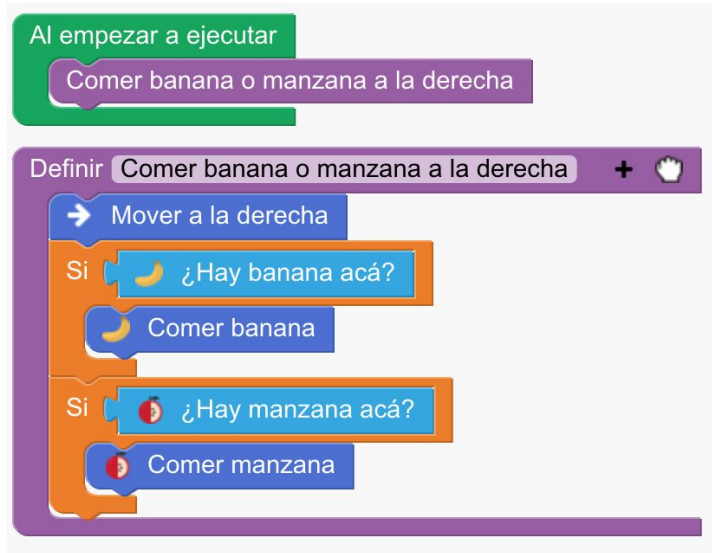 Al empezar a ejecutar
Comer banana o manzana a la derecha
Definir Comer banana o manzana a la derecha +
Mover a la derecha
Si ¿Hay banana acá?
Comer banana
Si ¿Hay manzana acá?
Comer manzana